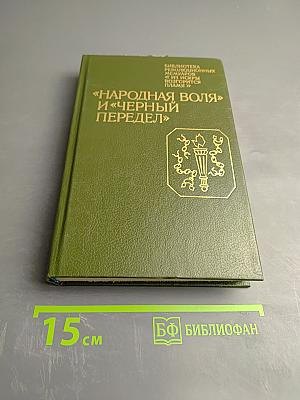 БИБЛИОТЕКА
РЕВОЛЮЦИОННЫХ
МЕМУАРОВ
«ИЗ ИСКРЫ
ВОЗГОРИТСЯ
ПЛАМЯ»
«НАРОДНАЯ ВОЛЯ»
И «ЧЕРНЫЙ
ПЕРЕДЕЛ»
15 см
БФ БИБЛИОФАН